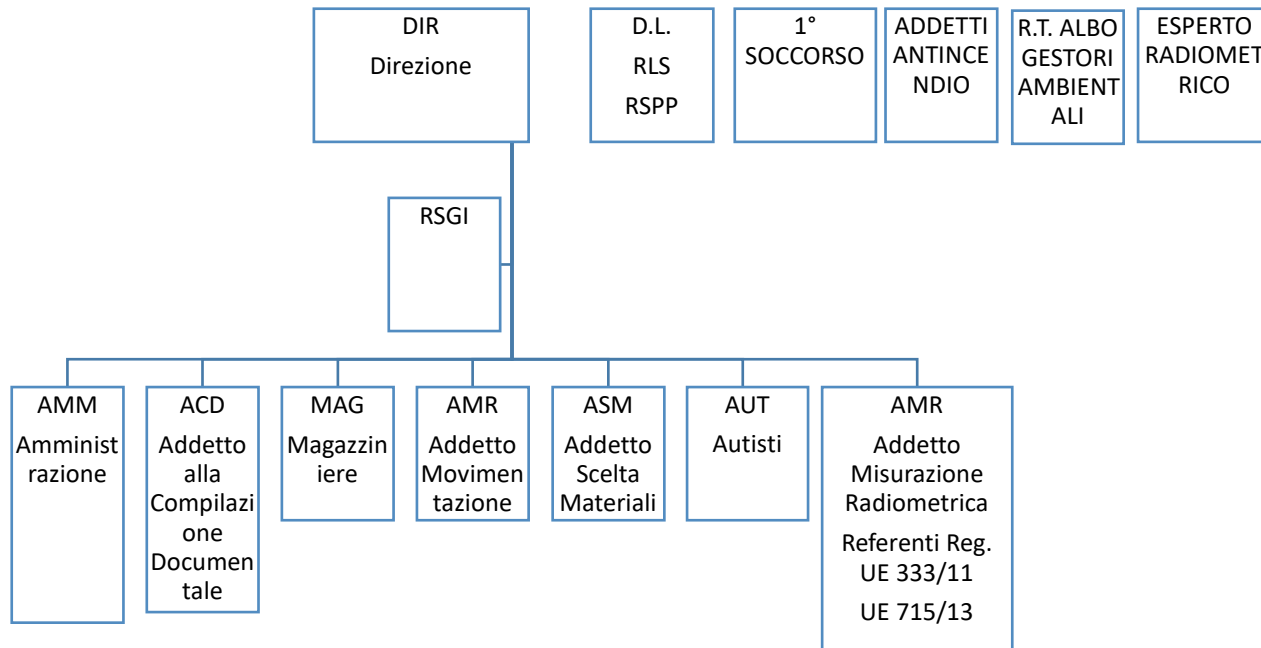 DIR
Direzione
D.L.
RLS
RSPP
1°
SOCCORSO
ADDETTI
ANTINCE
NDIO
R.T. ALBO
GESTORI
AMBIENT
ALI
ESPERTO
RADIOMET
RICO
RSGI
AMM
Amminist
razione
ACD
Addetto
alla
Compilazi
one
Documen
tale
MAG
Magazzin
iere
AMR
Addetto
Movimen
tazione
ASM
Addetto
Scelta
Materiali
AUT
Autisti
AMR
Addetto
Misurazione
Radiometrica
Referenti Reg.
UE 333/11
UE 715/13